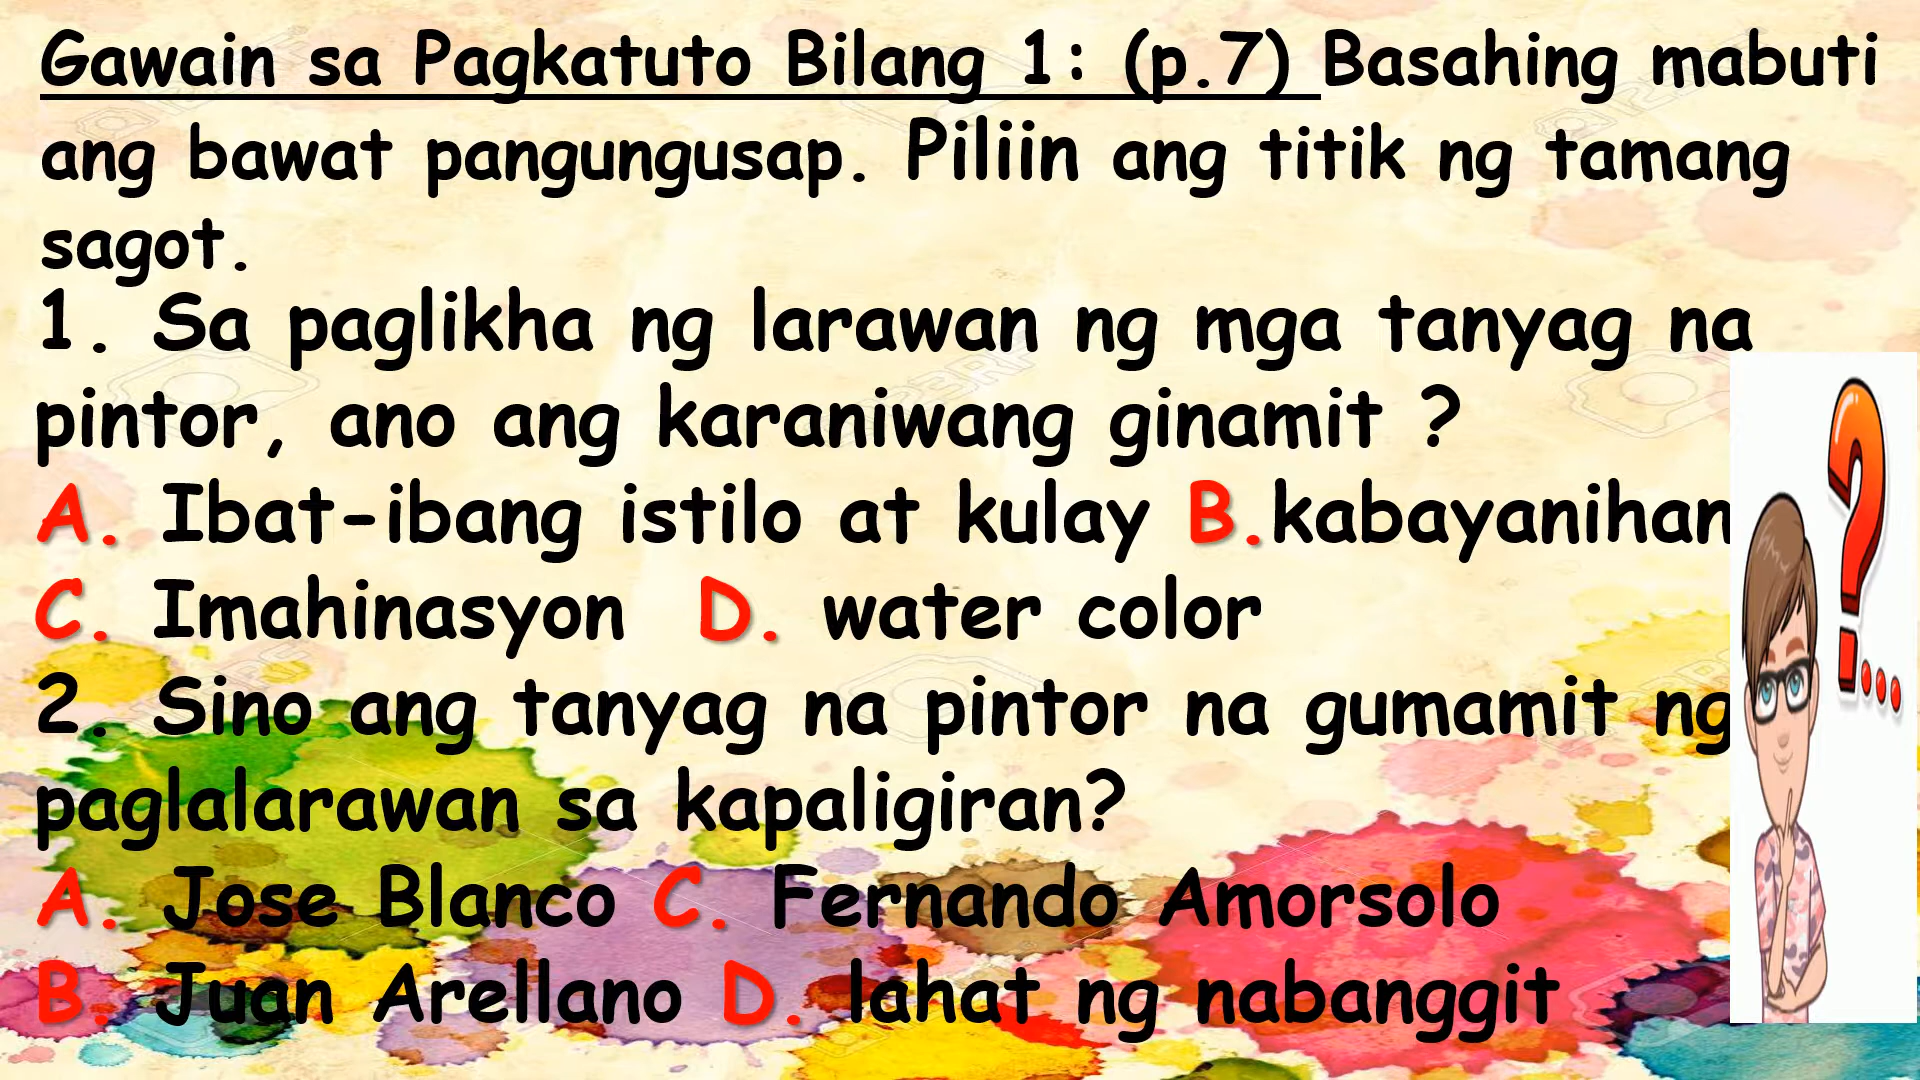 Gawain sa Pagkatuto Bilang 1: (p.7) Basahing mabuti
ang bawat pangungusap. Piliin ang titik ng tamang
sagot.
1. Sa paglikha ng larawan ng mga tanyag na
pintor, ano ang karaniwang ginamit ?
A. Ibat-ibang istilo at kulay B.kabayanihan
C. Imahinasyon D. water color
2. Sino ang tanyag na pintor na gumamit ng
paglalarawan sa kapaligiran?
A. Jose Blanco C. Fernando Amorsolo
B. Juan Arellano D. lahat ng nabanggit